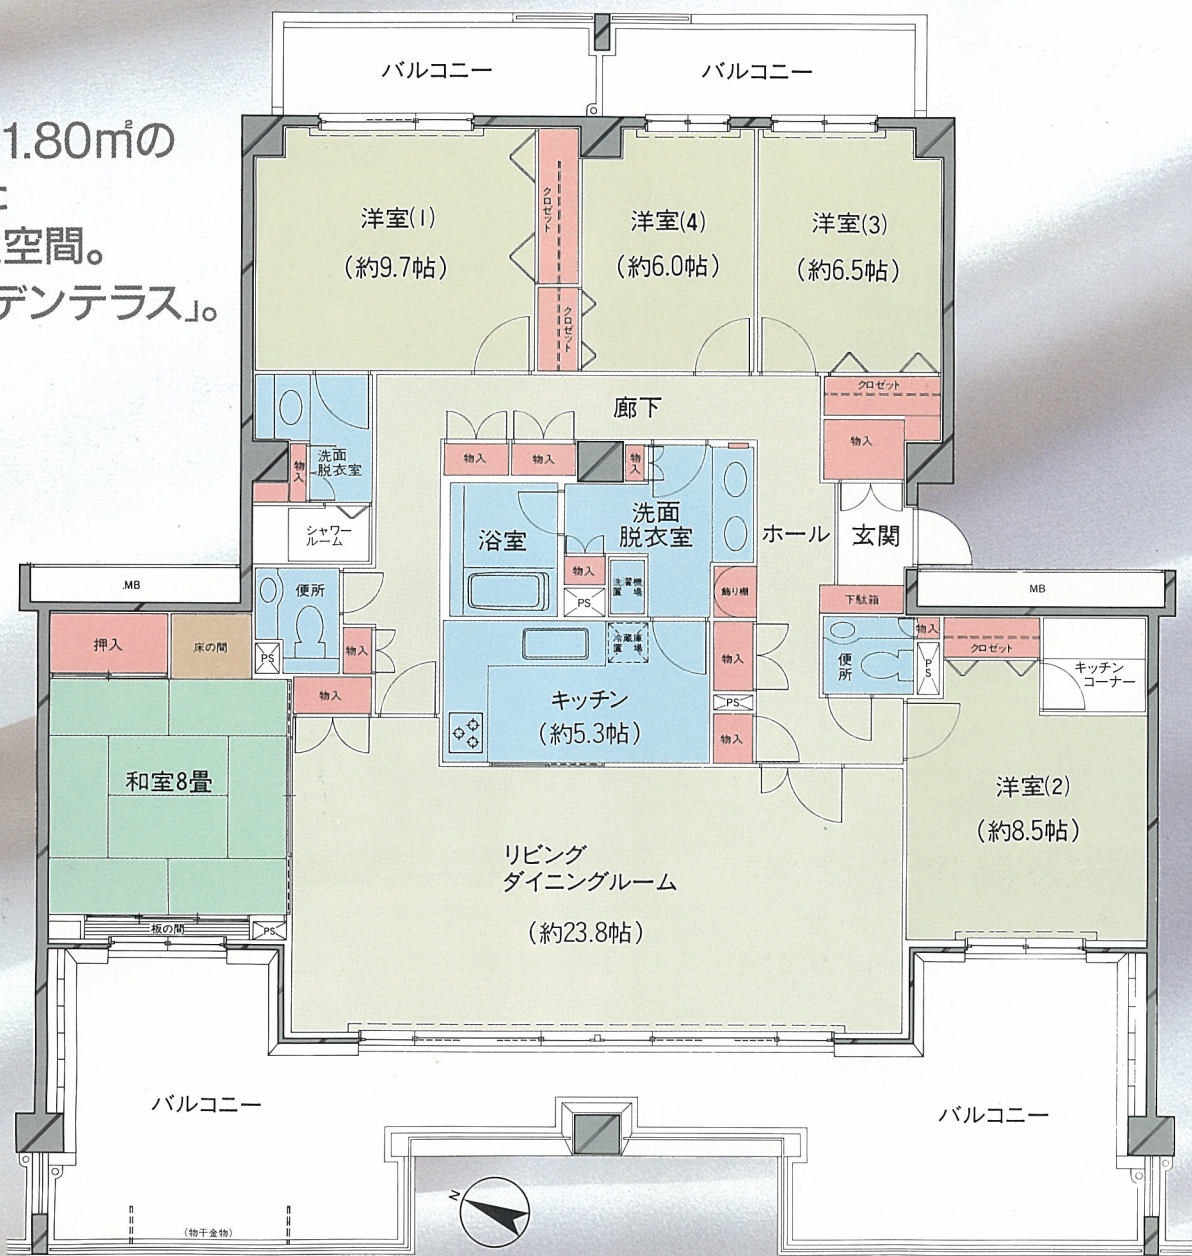 バルコニー
バルコニー
1.80㎡の
空間。
デンテラス」。
洋室(1)
(約9.7帖)
クロゼット
クロゼット
洋室(4)
(約6.0帖)
洋室(3)
(約6.5帖)
クロゼット
廊下
物入
物入
物入
物入
物入
洗面
脱衣室
シャワー
ルーム
浴室
洗面
脱衣室
ホール
玄関
物入
PS
洗濯機
置場
飾り棚
下駄箱
MB
.MB
便所
PS
物入
物入
押入
床の間
冷蔵庫
置場
キッチン
(約5.3帖)
物入
PS
物入
便所
物入
PS
クロゼット
キッチン
コーナー
和室8畳
板の間
PS
リビング
ダイニングルーム
(約23.8帖)
洋室(2)
(約8.5帖)
バルコニー
バルコニー
(物干金物)
N